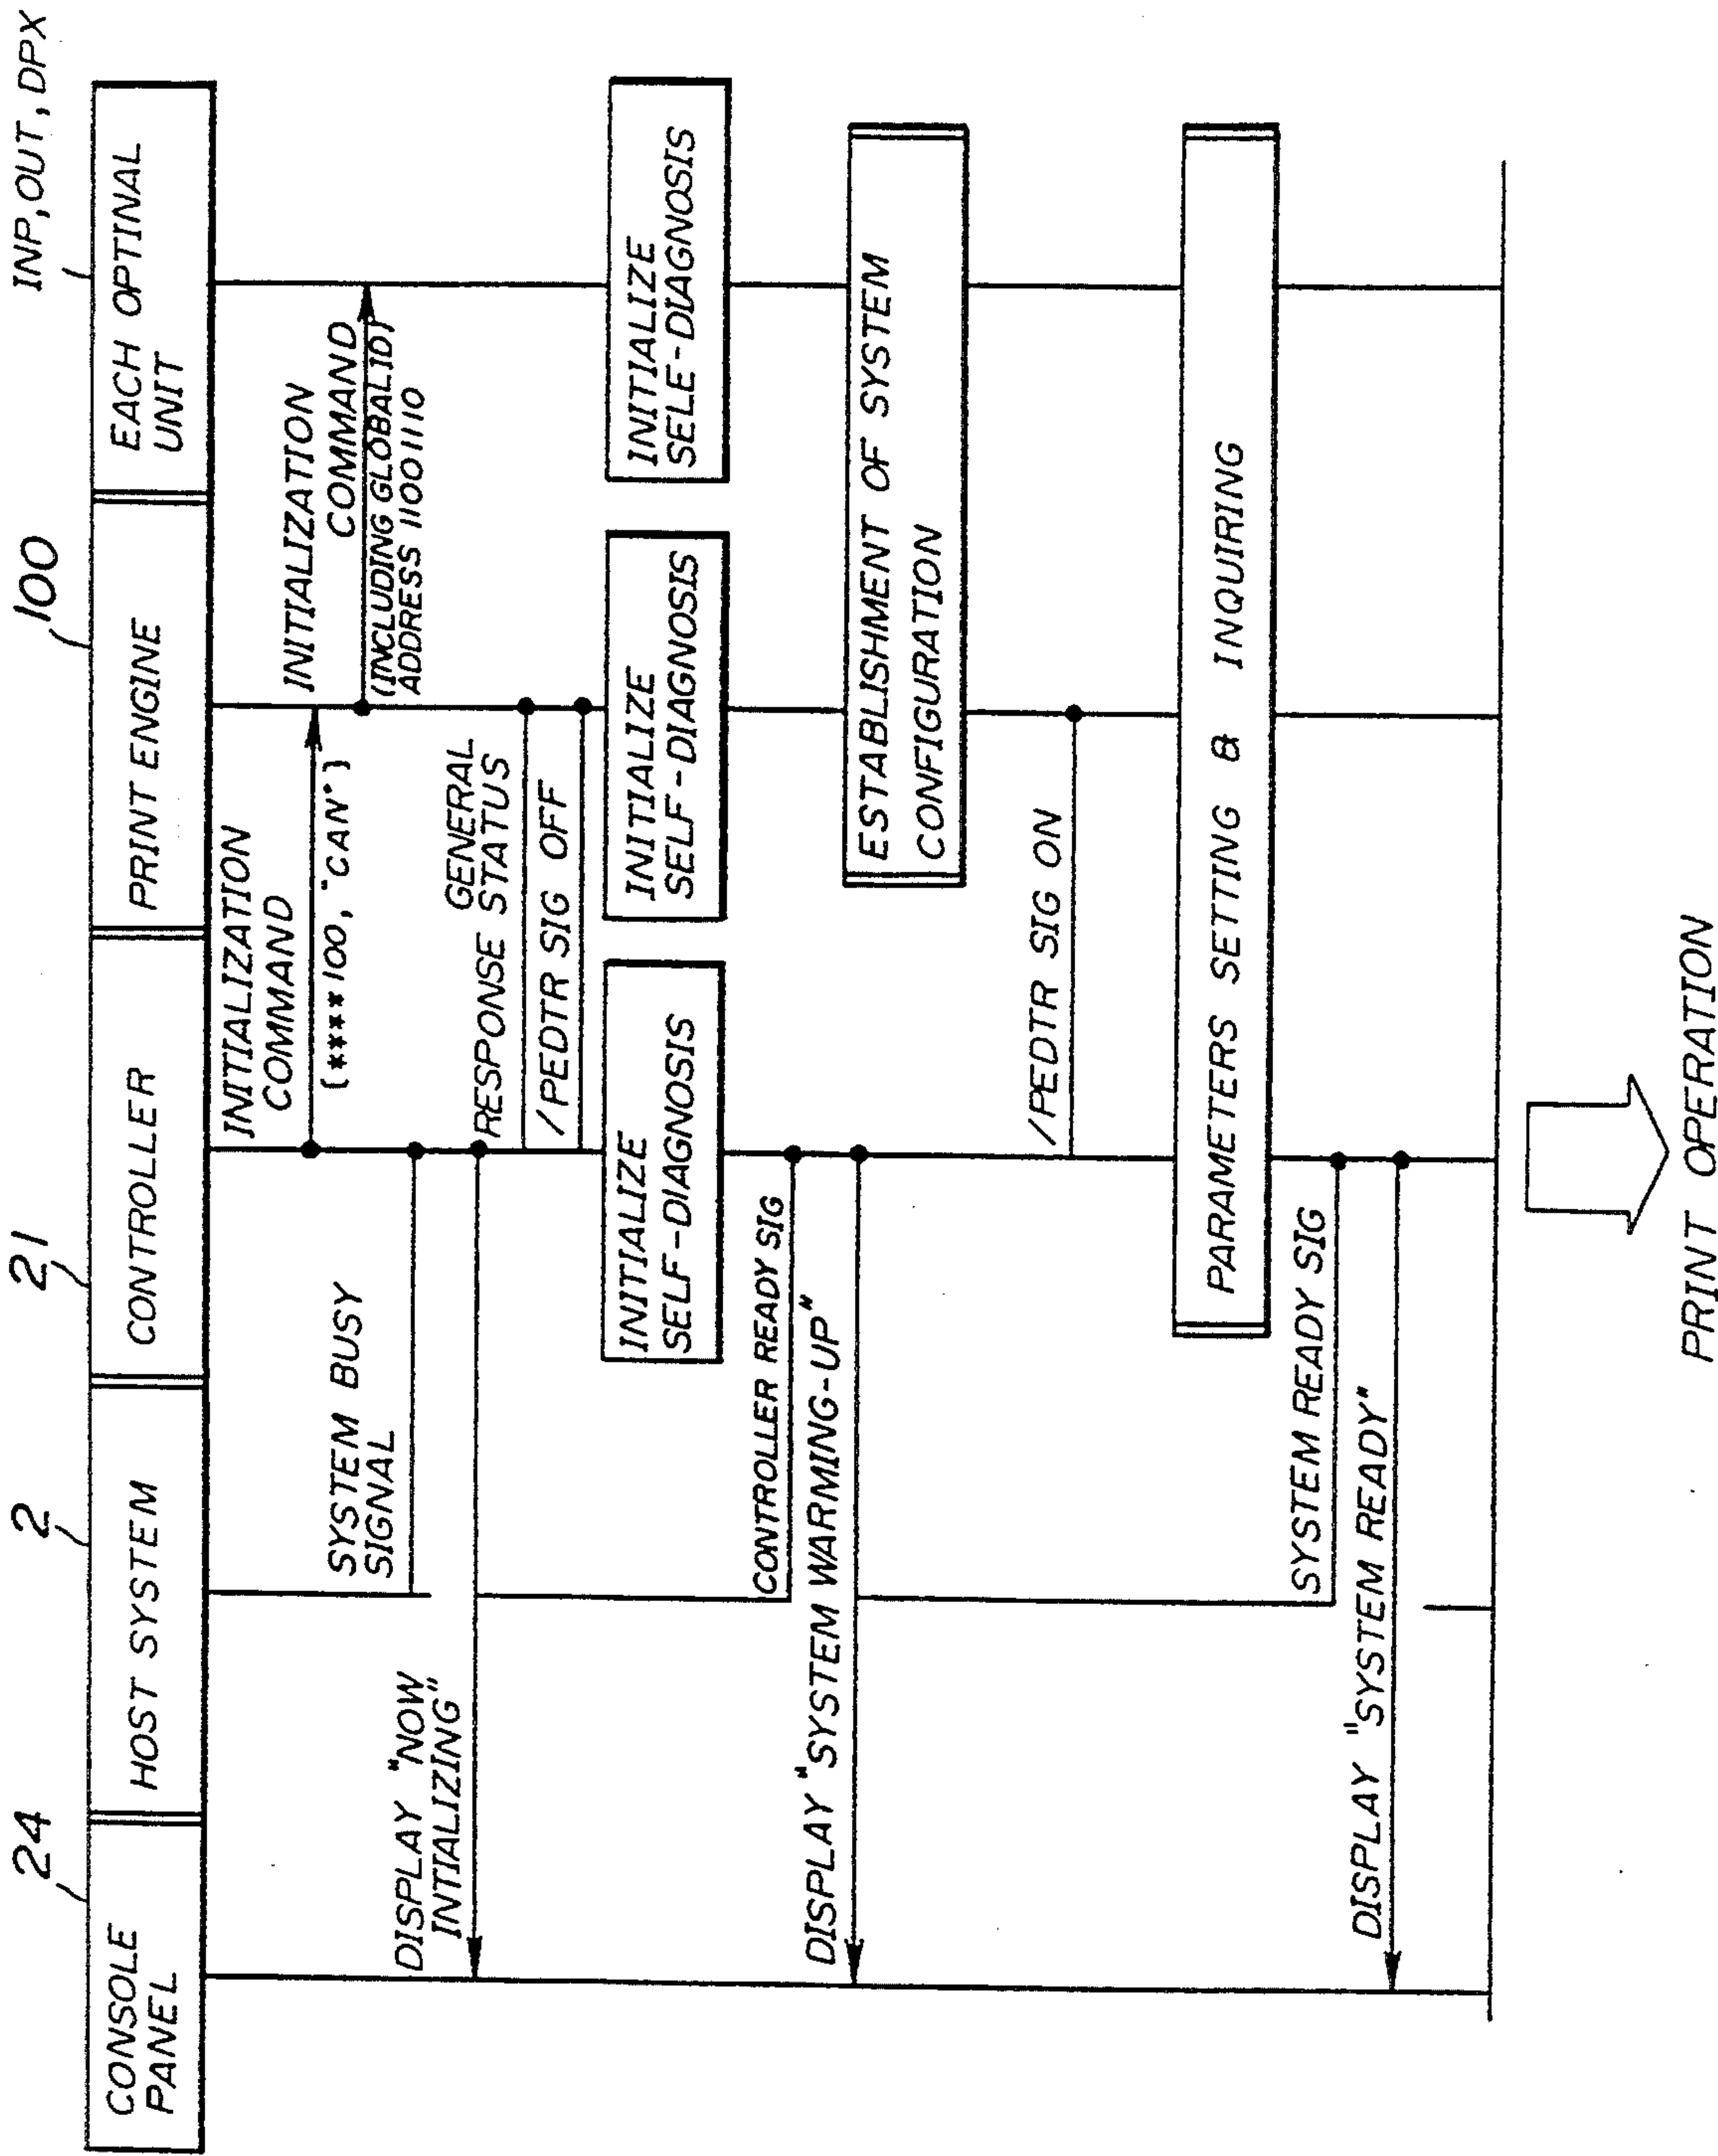 24
2
21
100
INP, OUT, DPX
CONSOLE
PANEL
HOST SYSTEM
CONTROLLER
PRINT ENGINE
EACH OPTINAL
UNIT
INITIALIZATION
COMMAND
(****100, "CAN")
INITIALIZATION
COMMAND
(INCLUDING GLOBALID)
ADDRESS 11001110
SYSTEM BUSY
SIGNAL
DISPLAY "NOW
INTIALIZING"
GENERAL
RESPONSE STATUS
/PEDTR SIG OFF
INITIALIZE
SELF-DIAGNOSIS
INITIALIZE
SELF-DIAGNOSIS
INITIALIZE
SELE-DIAGNOSIS
CONTROLLER READY SIG
DISPLAY "SYSTEM WARMING-UP"
ESTABLISHMENT OF SYSTEM
CONFIGURATION
/PEDTR SIG ON
PARAMETERS SETTING & INQUIRING
SYSTEM READY SIG
DISPLAY "SYSTEM READY"
PRINT OPERATION